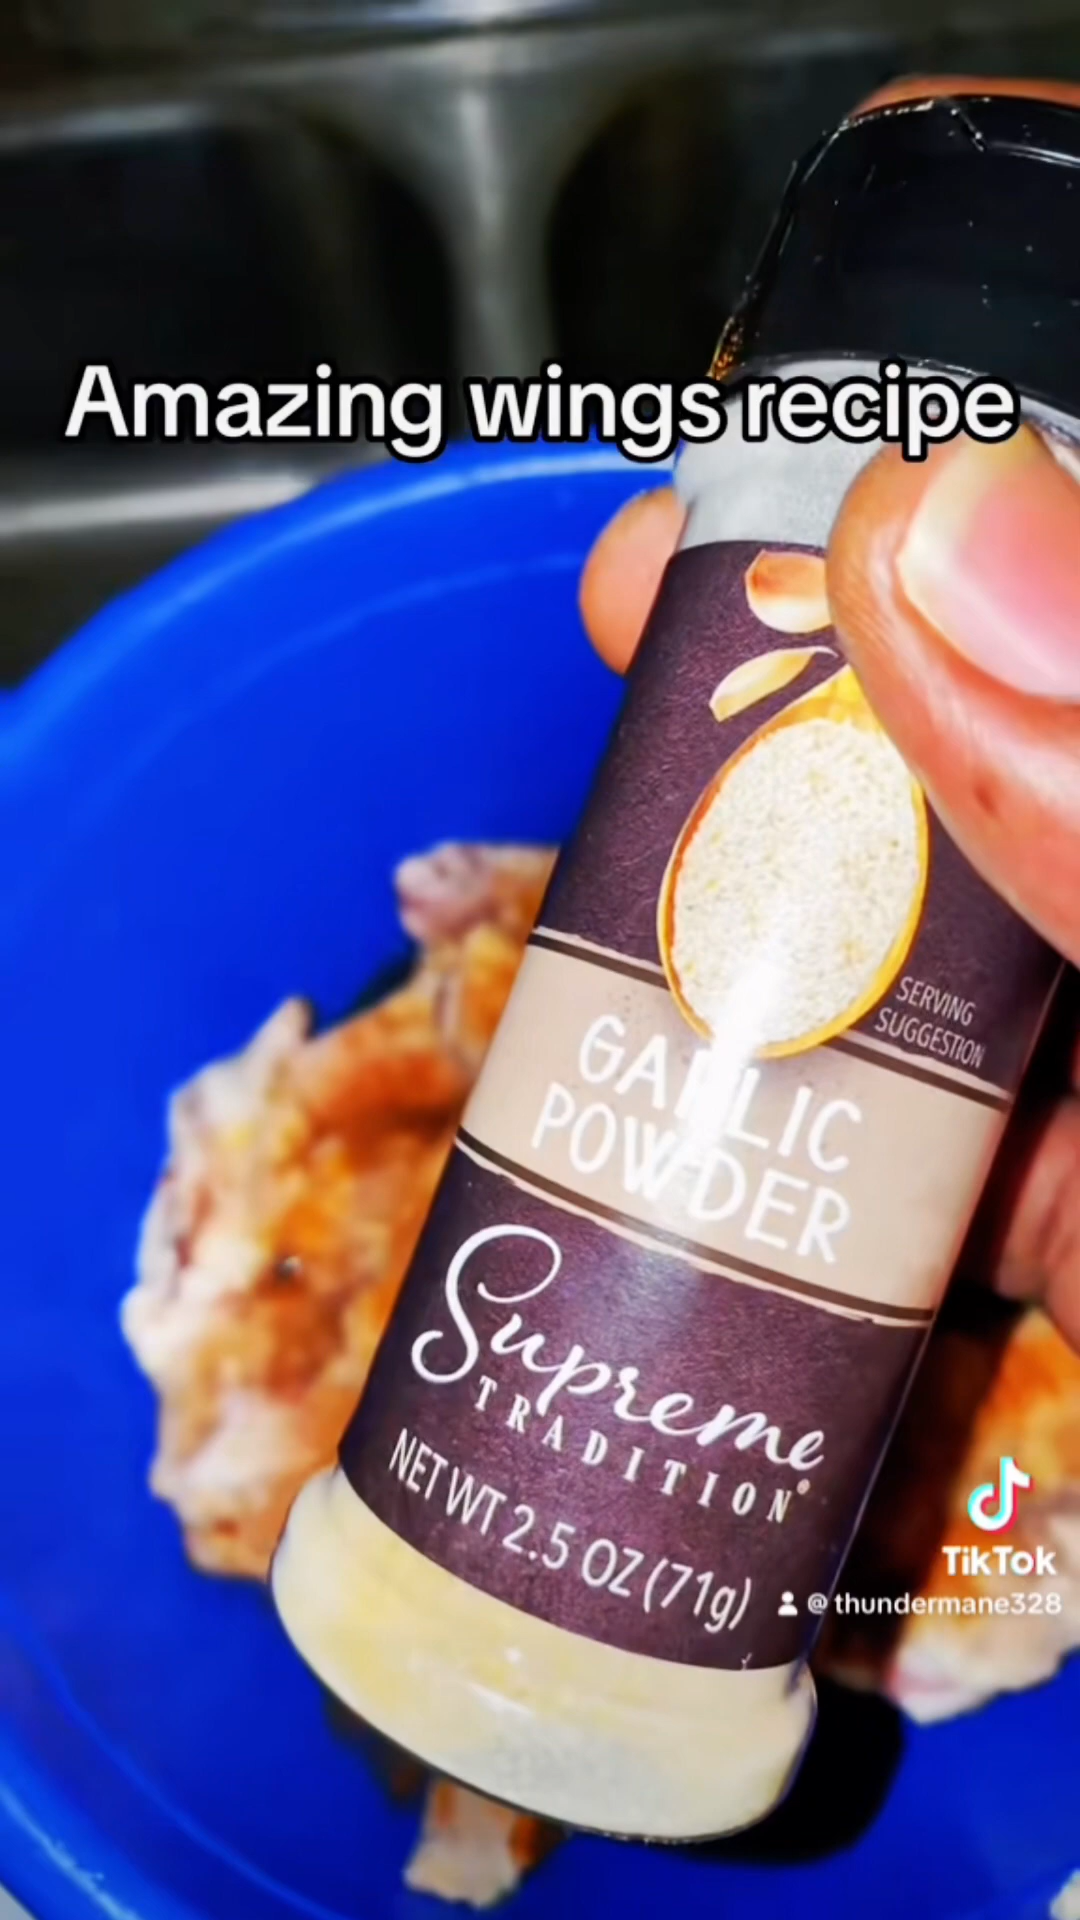 Amazing wings recipe
SERVING
SUGGESTION
GARLIC
POWDER
Supreme
TRADITION®
NET WT 2.5 OZ (71g)
TikTok
@thundermane328